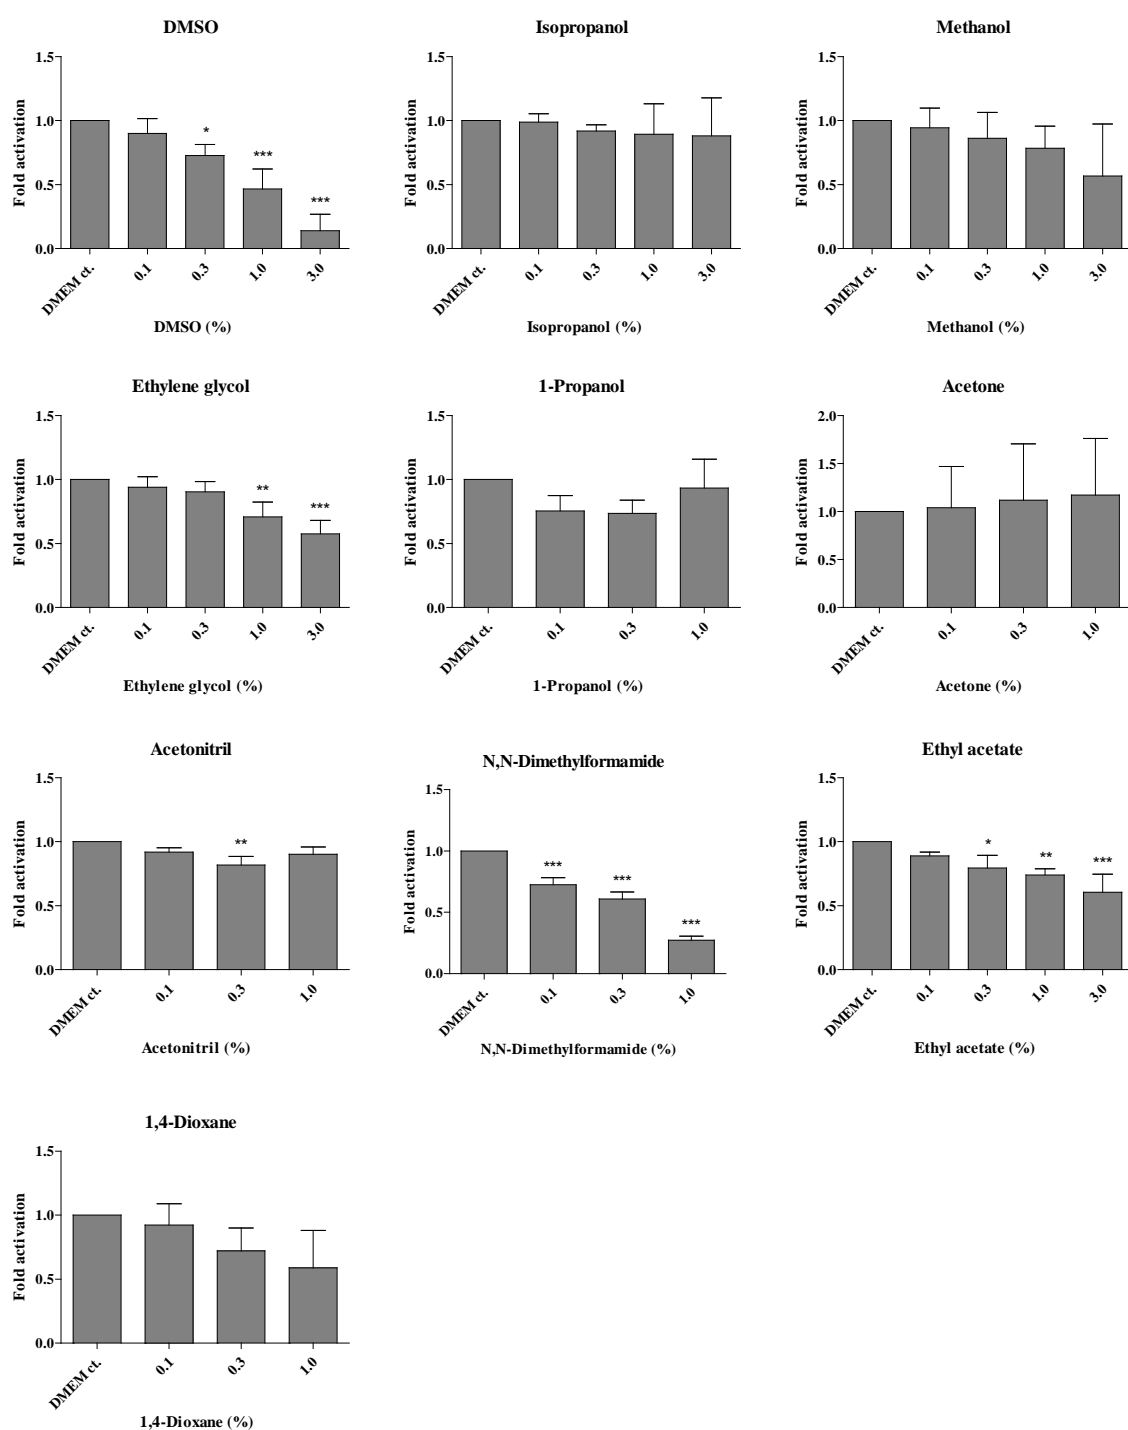 DMSO
1.5
1.0
0.5
0.0
Fold activation
*
***
***
DMEM ct.
0.1
0.3
1.0
3.0
DMSO (%)
Isopropanol
1.5
1.0
0.5
0.0
Fold activation
DMEM ct.
0.1
0.3
1.0
3.0
Isopropanol (%)
Methanol
1.5
1.0
0.5
0.0
Fold activation
DMEM ct.
0.1
0.3
1.0
3.0
Methanol (%)
Ethylene glycol
1.5
1.0
0.5
0.0
Fold activation
**
***
DMEM ct.
0.1
0.3
1.0
3.0
Ethylene glycol (%)
1-Propanol
1.5
1.0
0.5
0.0
Fold activation
DMEM ct.
0.1
0.3
1.0
1-Propanol (%)
Acetone
2.0
1.5
1.0
0.5
0.0
Fold activation
DMEM ct.
0.1
0.3
1.0
Acetone (%)
Acetonitril
1.5
1.0
0.5
0.0
Fold activation
**
DMEM ct.
0.1
0.3
1.0
Acetonitril (%)
N,N-Dimethylformamide
1.5
1.0
0.5
0.0
Fold activation
***
***
***
DMEM ct.
0.1
0.3
1.0
N,N-Dimethylformamide (%)
Ethyl acetate
1.5
1.0
0.5
0.0
Fold activation
*
**
***
DMEM ct.
0.1
0.3
1.0
3.0
Ethyl acetate (%)
1,4-Dioxane
1.5
1.0
0.5
0.0
Fold activation
DMEM ct.
0.1
0.3
1.0
1,4-Dioxane (%)